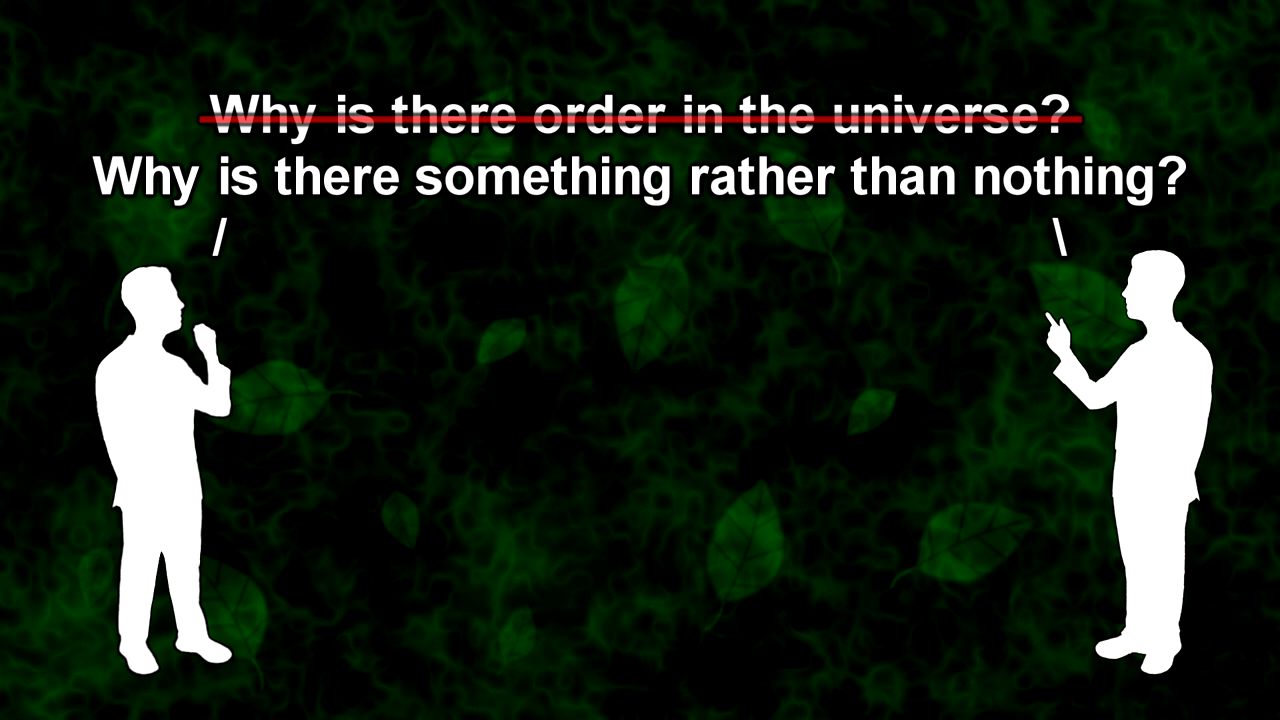 Why is there order in the universe?
Why is there something rather than nothing?